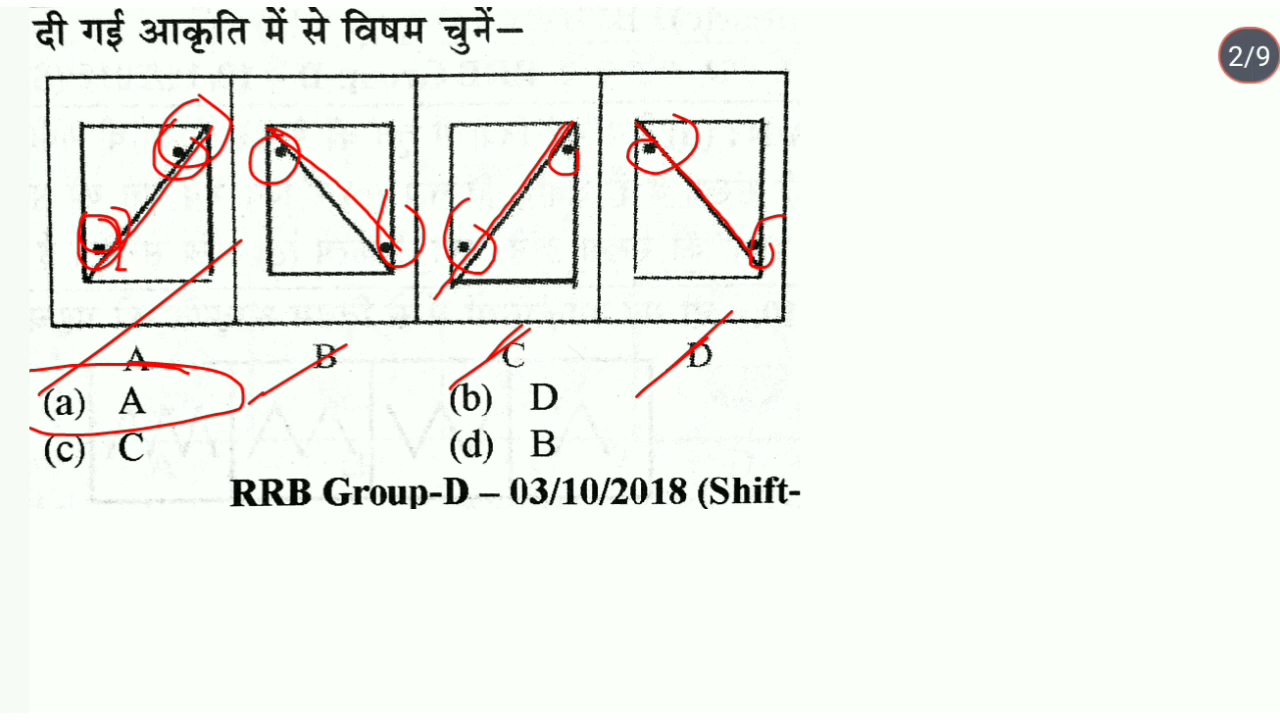 दी गई आकृति में से विषम चुनें–
2/9
A B C D
(a) A (b) D
(c) C (d) B
RRB Group-D – 03/10/2018 (Shift-